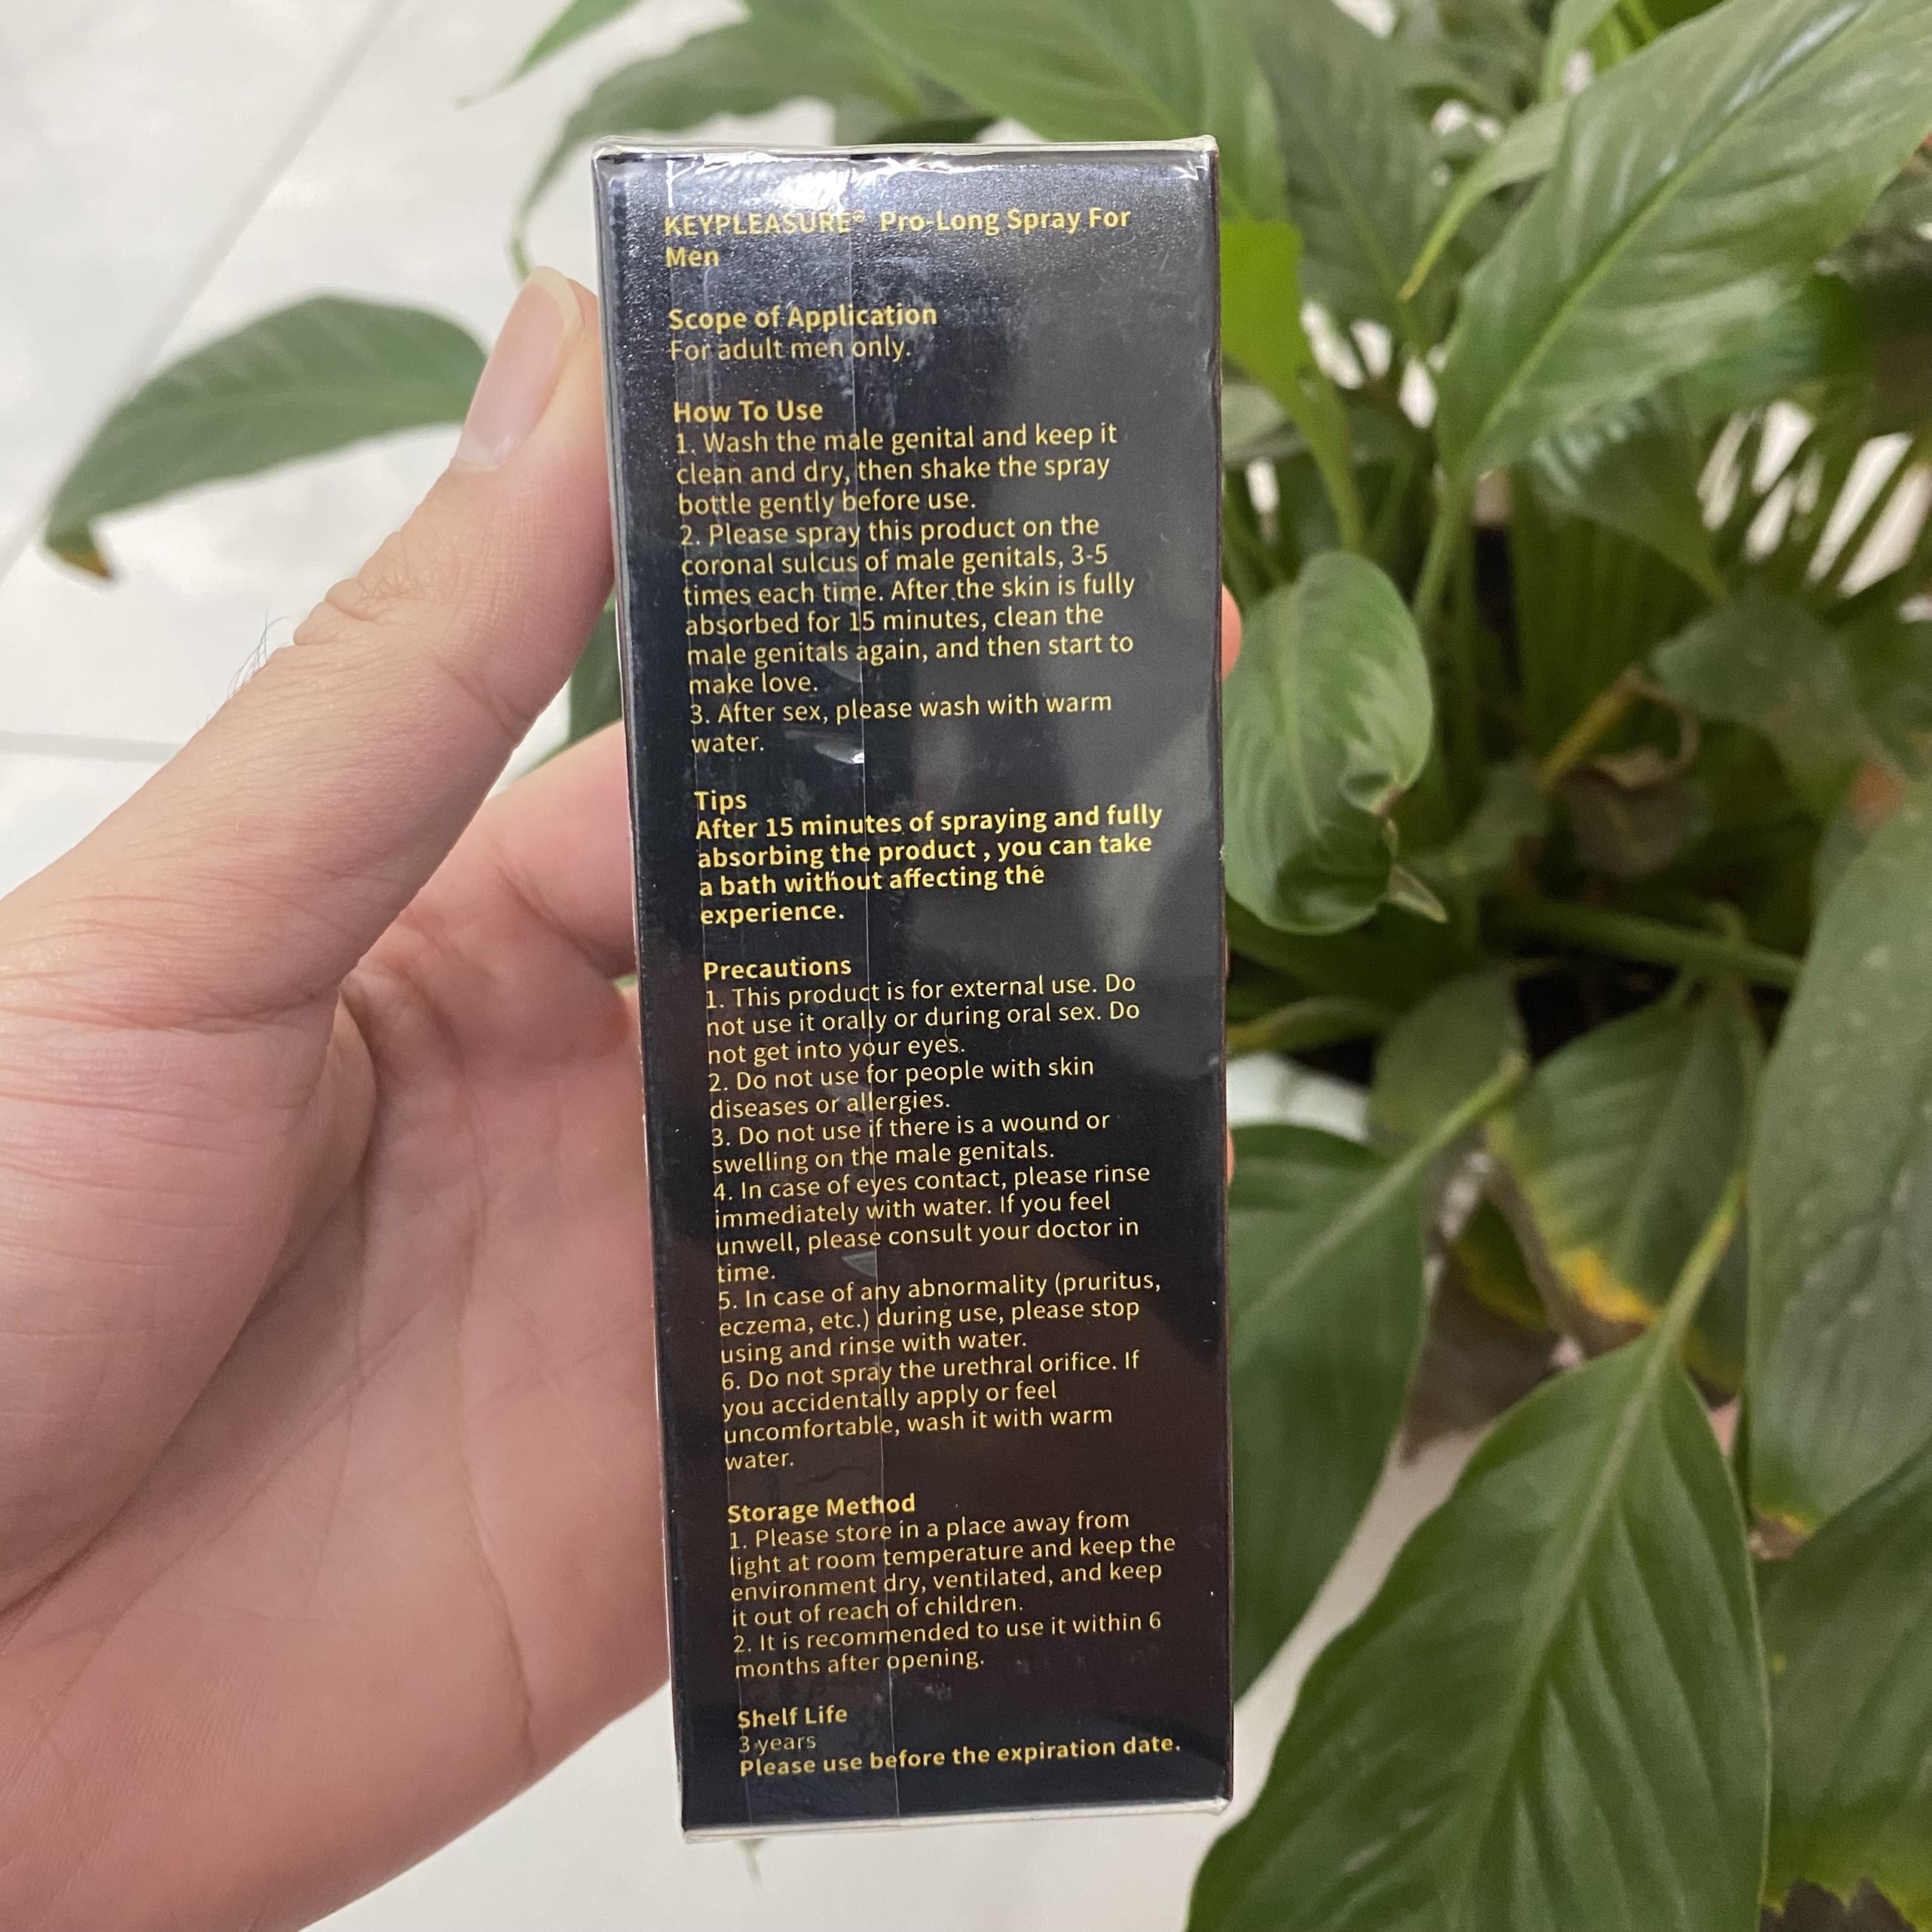 KEYPLEASURE® Pro-Long Spray For
Men
Scope of Application
For adult men only.
How To Use
1. Wash the male genital and keep it
clean and dry, then shake the spray
bottle gently before use.
2. Please spray this product on the
coronal sulcus of male genitals, 3-5
times each time. After the skin is fully
absorbed for 15 minutes, clean the
male genitals again, and then start to
make love.
3. After sex, please wash with warm
water.
Tips
After 15 minutes of spraying and fully
absorbing the product , you can take
a bath without affecting the
experience.
Precautions
1. This product is for external use. Do
not use it orally or during oral sex. Do
not get into your eyes.
2. Do not use for people with skin
diseases or allergies.
3. Do not use if there is a wound or
swelling on the male genitals.
4. In case of eyes contact, please rinse
immediately with water. If you feel
unwell, please consult your doctor in
time.
5. In case of any abnormality (pruritus,
eczema, etc.) during use, please stop
using and rinse with water.
6. Do not spray the urethral orifice. If
you accidentally apply or feel
uncomfortable, wash it with warm
water.
Storage Method
1. Please store in a place away from
light at room temperature and keep the
environment dry, ventilated, and keep
it out of reach of children.
2. It is recommended to use it within 6
months after opening.
Shelf Life
3 years
Please use before the expiration date.